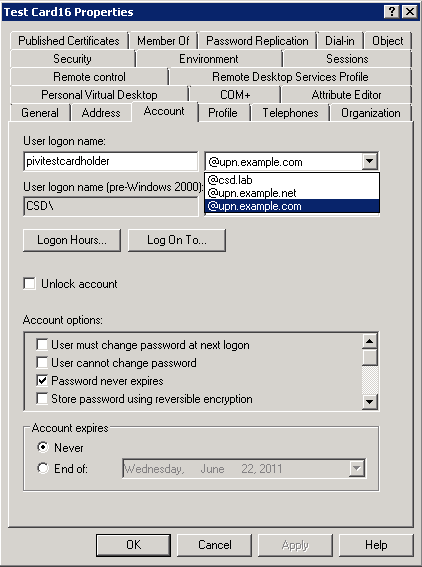 Test Card16 Properties
Published Certificates Member Of Password Replication Dial-in Object
Security Environment Sessions
Remote control Remote Desktop Services Profile
Personal Virtual Desktop COM+ Attribute Editor
General Address Account Profile Telephones Organization
User logon name:
pivitestcardholder @upn.example.com
@csd.lab
User logon name (pre-Windows 2000): @upn.example.net
CSD\ @upn.example.com
Logon Hours... Log On To...
Unlock account
Account options:
User must change password at next logon
User cannot change password
Password never expires
Store password using reversible encryption
Account expires
Never
End of: Wednesday, June 22, 2011
OK Cancel Apply Help